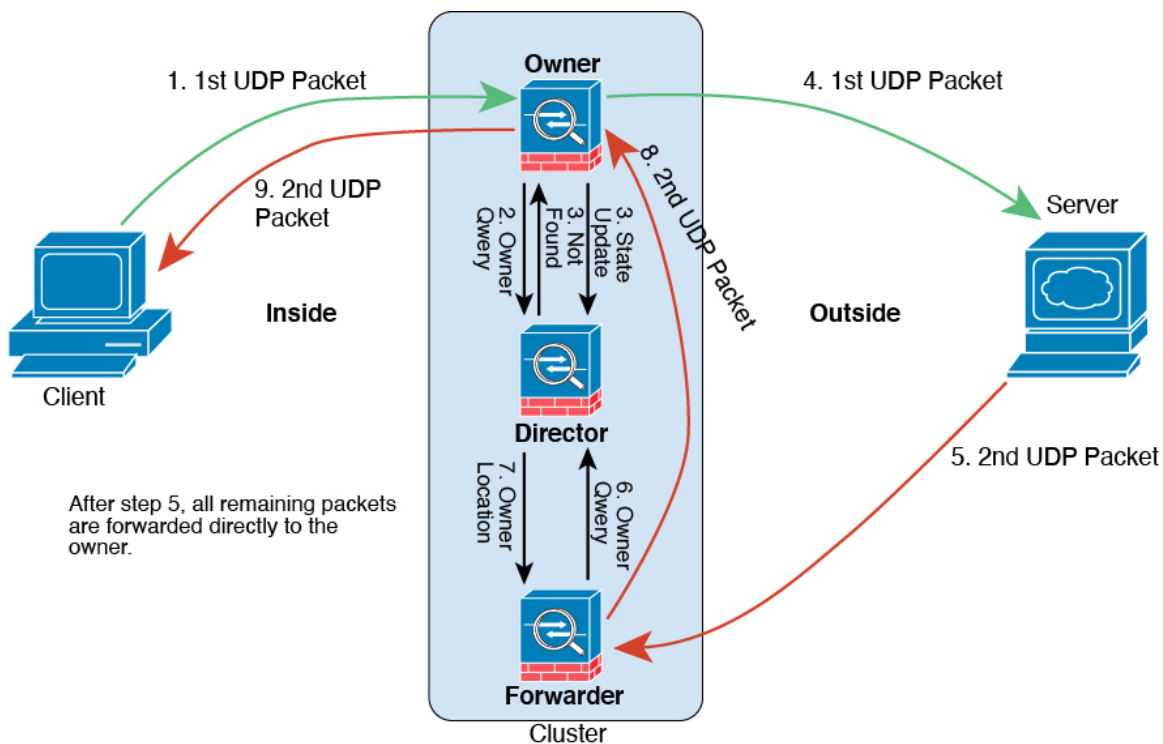 Owner
1. 1st UDP Packet
4. 1st UDP Packet
9. 2nd UDP
Packet
2. Owner
Qwery
3. Not
Found
3. State
Update
8. 2nd UDP Packet
Server
Inside
Outside
Client
Director
5. 2nd UDP Packet
After step 5, all remaining packets
are forwarded directly to the
owner.
7. Owner
Location
6. Owner
Qwery
Forwarder
Cluster